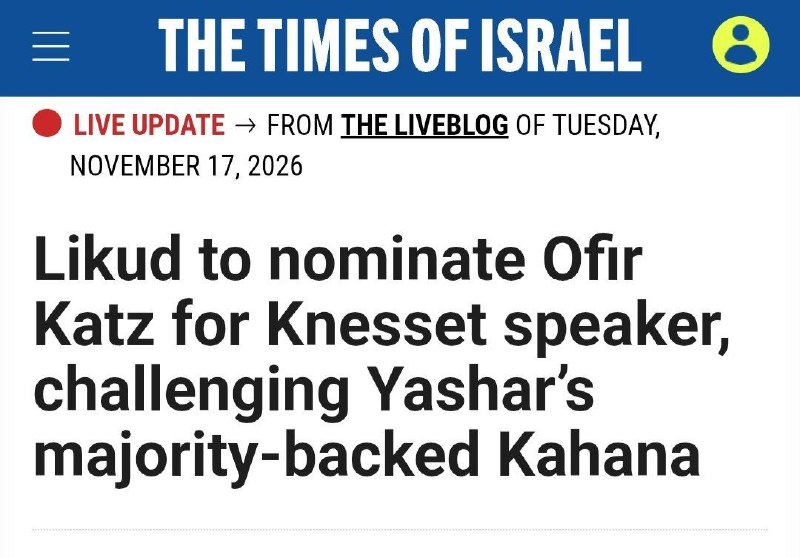 THE TIMES OF ISRAEL
LIVE UPDATE → FROM THE LIVEBLOG OF TUESDAY,
NOVEMBER 17, 2026
Likud to nominate Ofir
Katz for Knesset speaker,
challenging Yashar’s
majority-backed Kahana